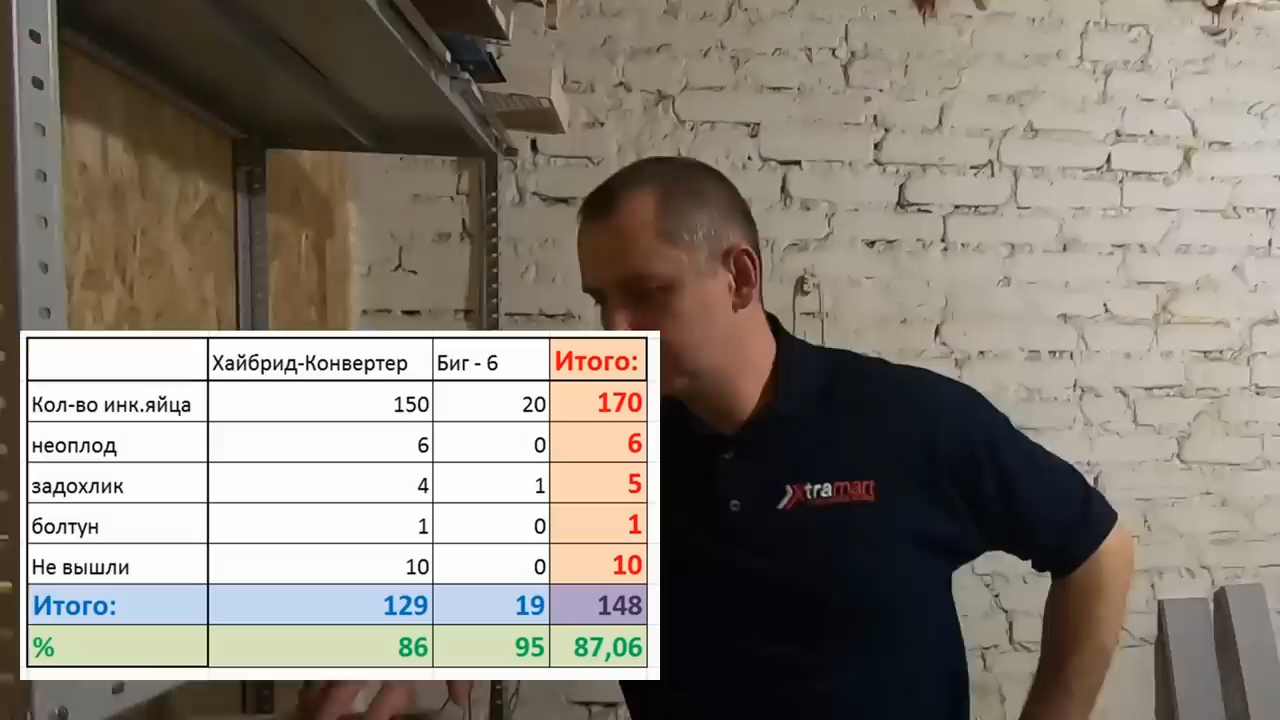 Хайбрид-Конвертер Биг - 6 Итого:
Кол-во инк.яйца 150 20 170
неоплод 6 0 6
задохлик 4 1 5
болтун 1 0 1
Не вышли 10 0 10
Итого: 129 19 148
% 86 95 87,06
Xtramart